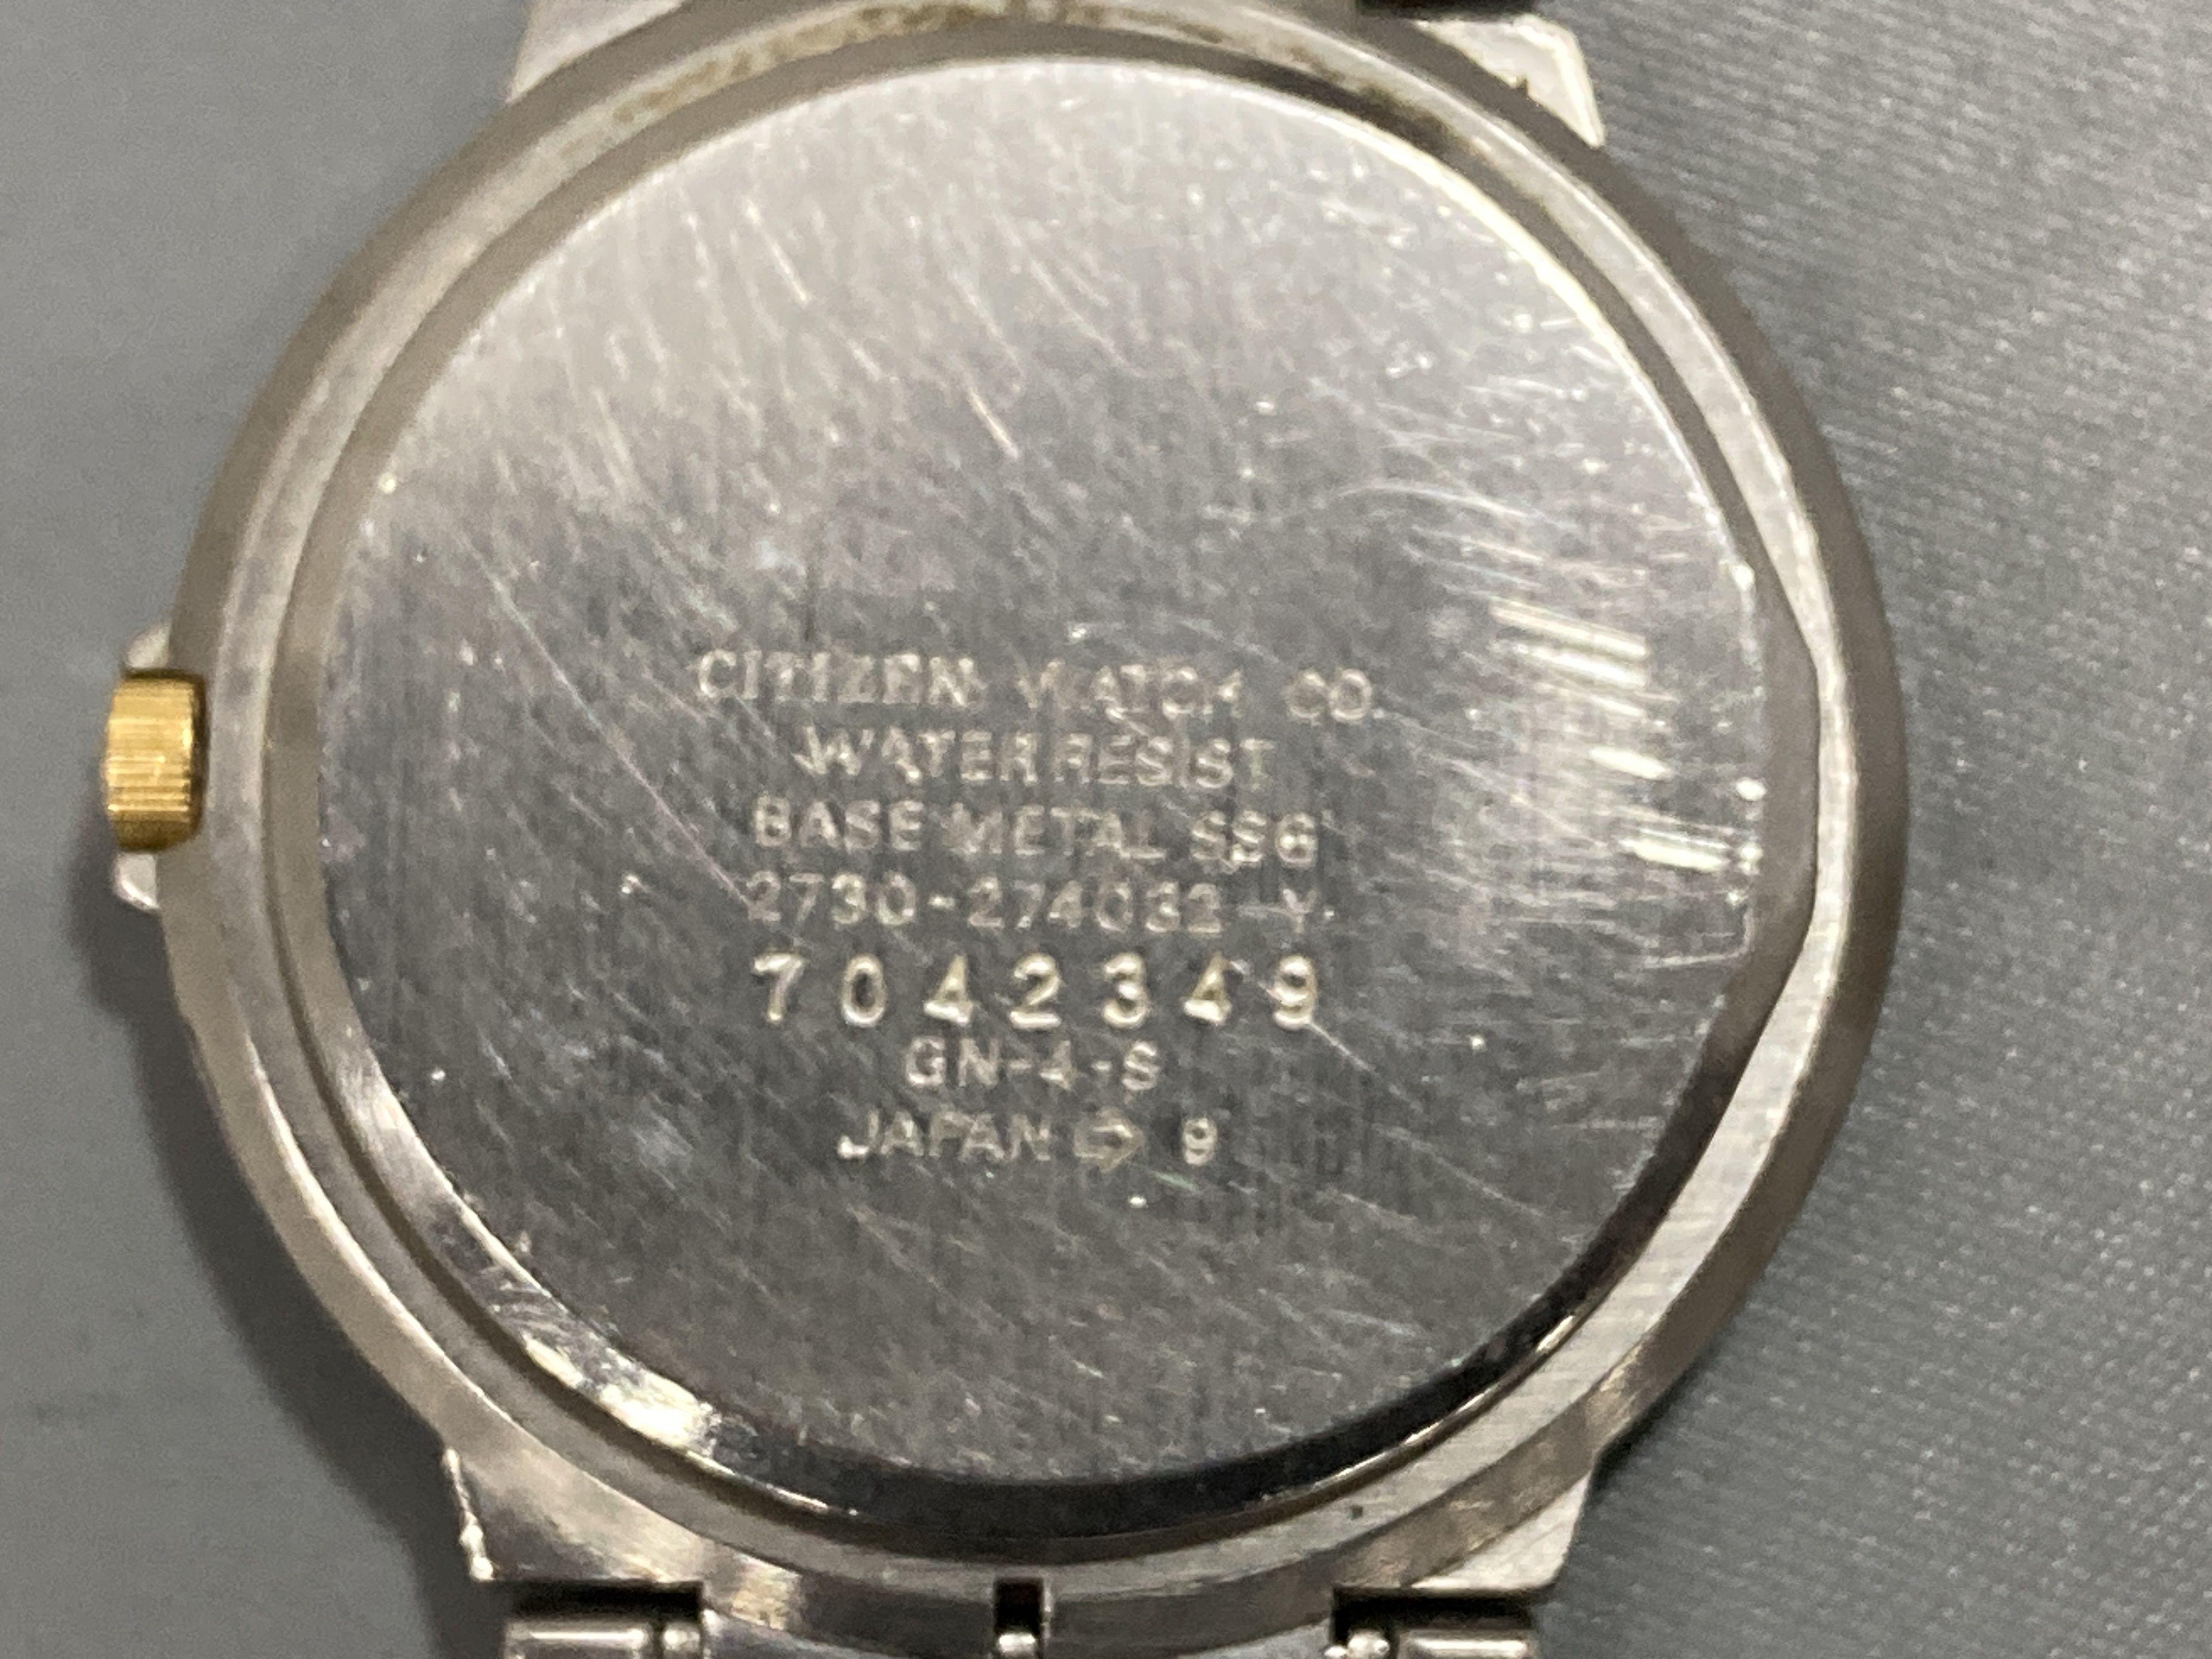 CITIZEN WATCH CO.
WATER RESIST
BASE METAL SSG
2730-274032 Y
7042349
GN-4-S
JAPAN 9